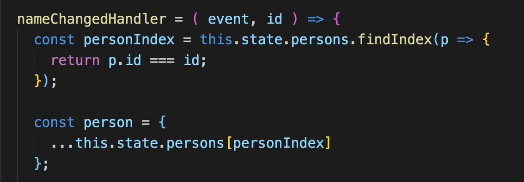 nameChangedHandler = ( event, id ) => {
  const personIndex = this.state.persons.findIndex(p => {
    return p.id === id;
  });

  const person = {
    ...this.state.persons[personIndex]
  };